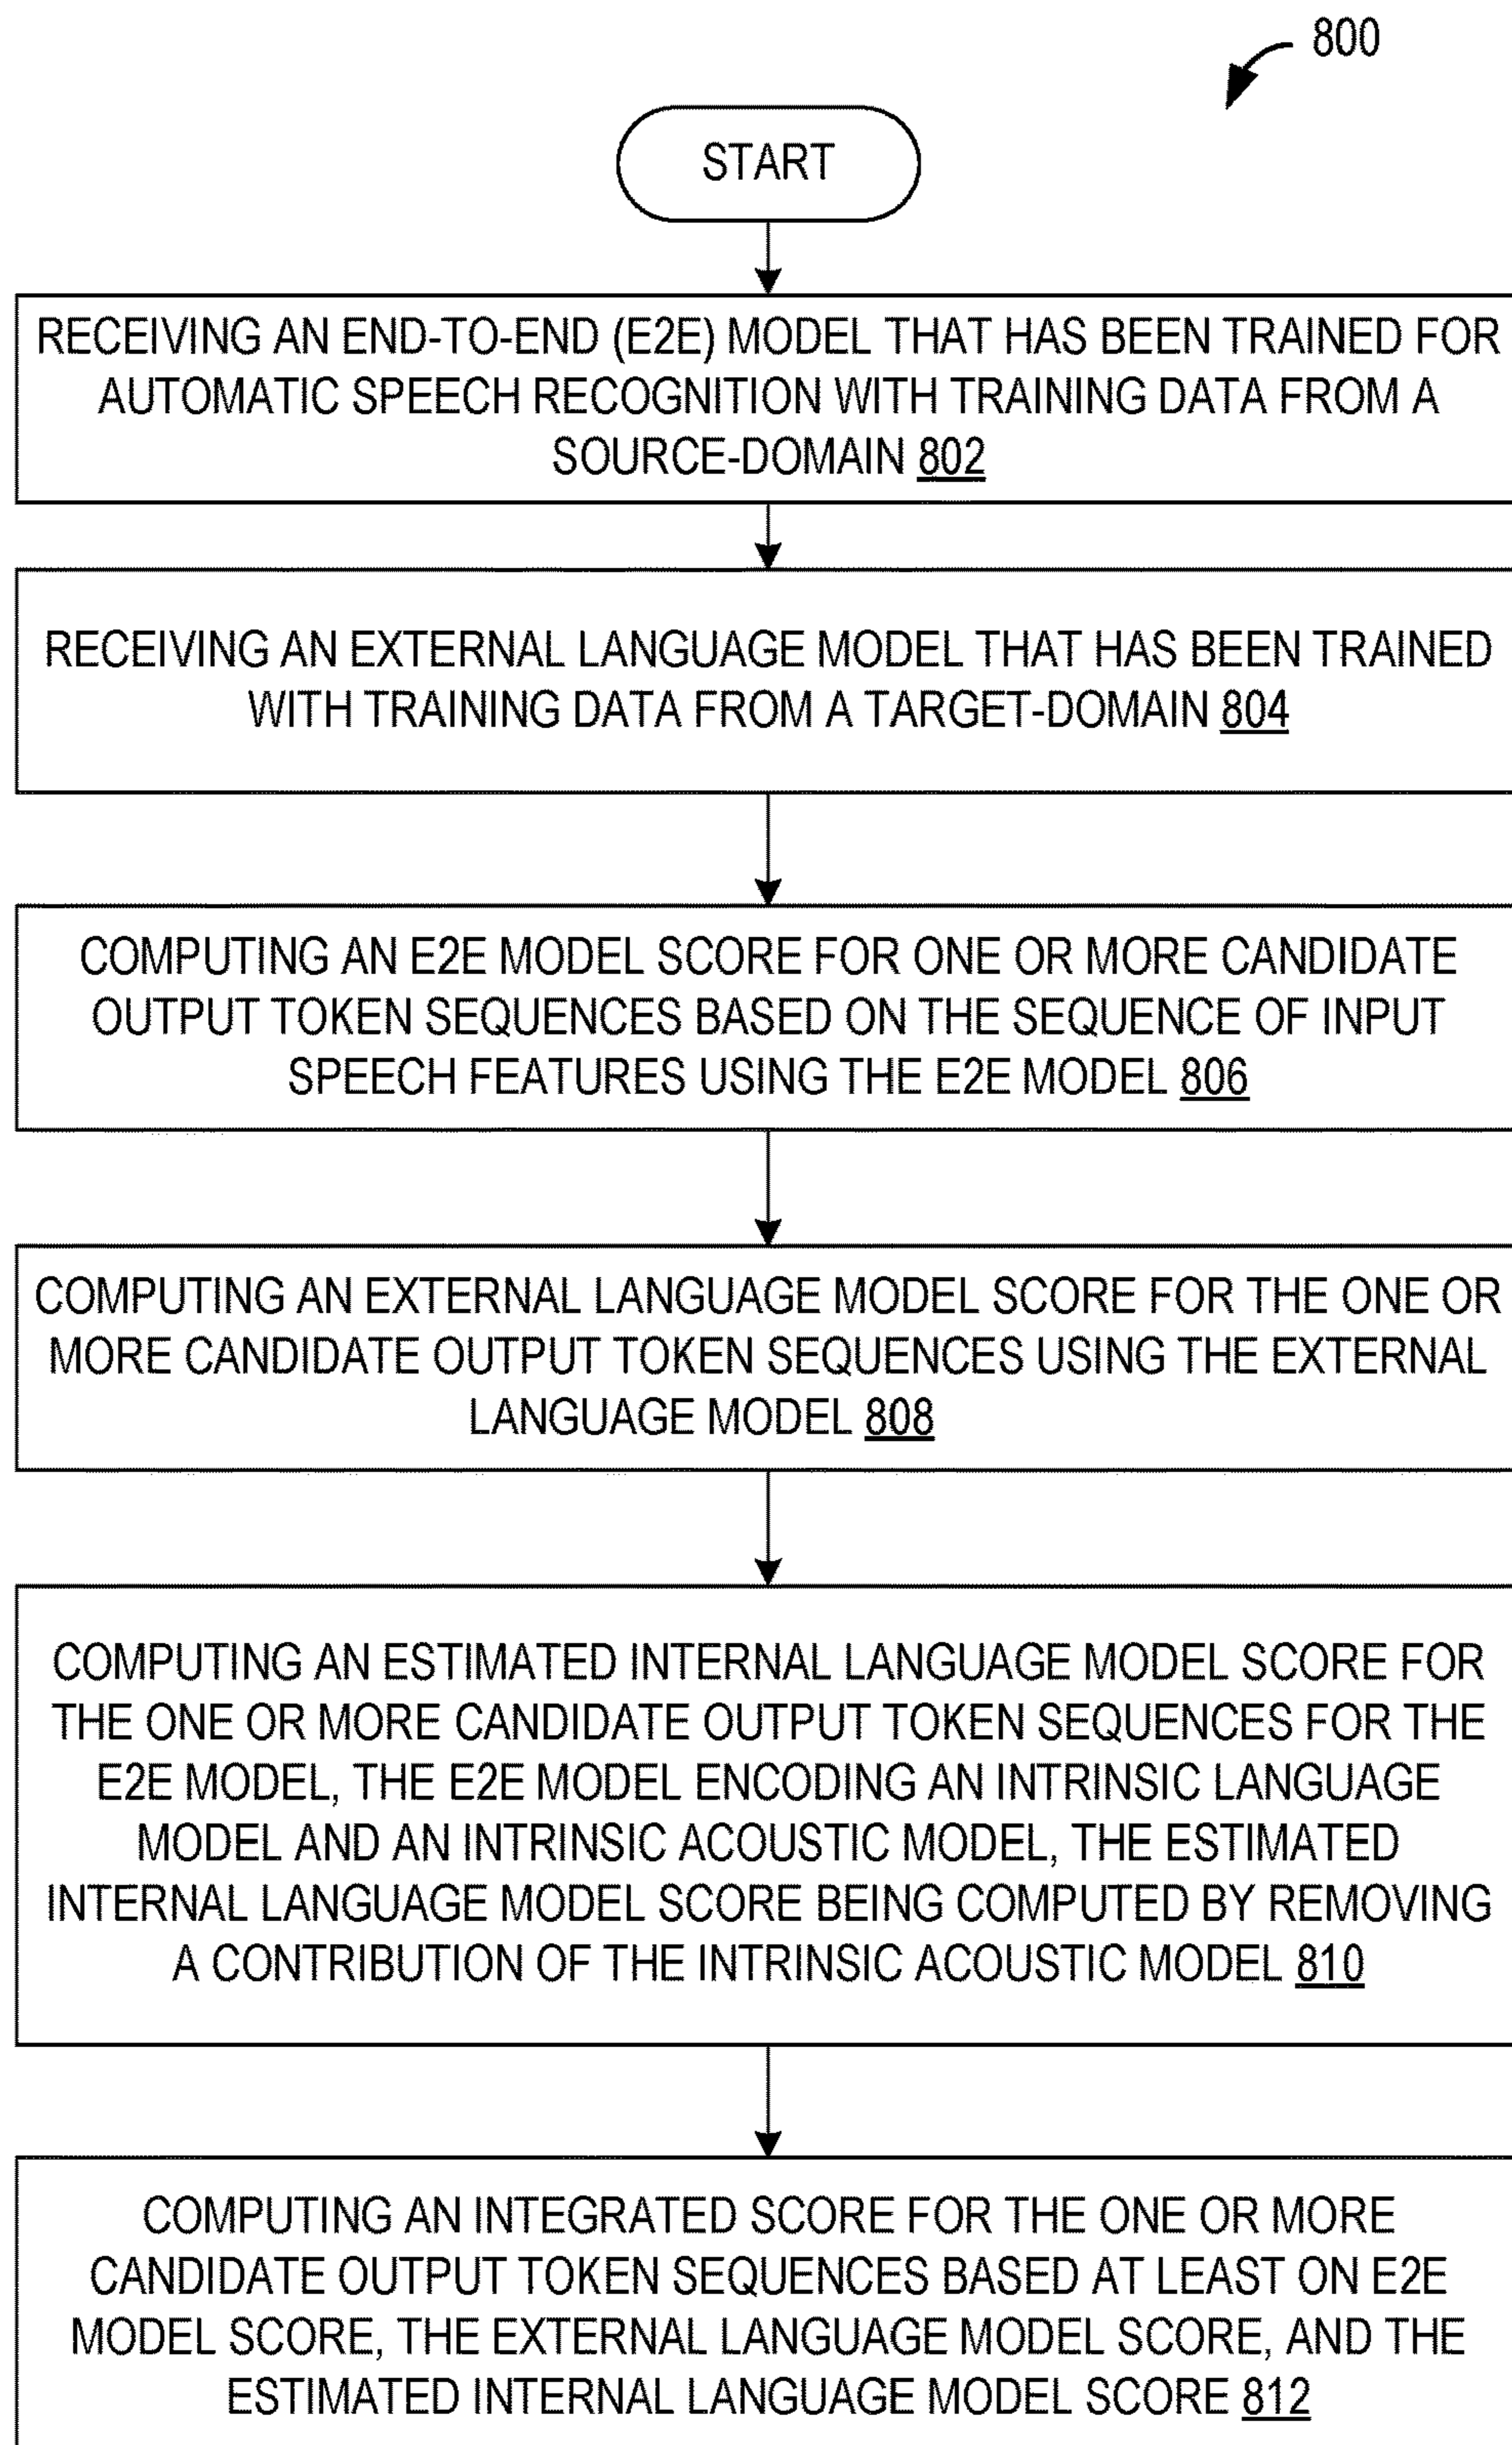 800
START
RECEIVING AN END-TO-END (E2E) MODEL THAT HAS BEEN TRAINED FOR
AUTOMATIC SPEECH RECOGNITION WITH TRAINING DATA FROM A
SOURCE-DOMAIN 802
RECEIVING AN EXTERNAL LANGUAGE MODEL THAT HAS BEEN TRAINED
WITH TRAINING DATA FROM A TARGET-DOMAIN 804
COMPUTING AN E2E MODEL SCORE FOR ONE OR MORE CANDIDATE
OUTPUT TOKEN SEQUENCES BASED ON THE SEQUENCE OF INPUT
SPEECH FEATURES USING THE E2E MODEL 806
COMPUTING AN EXTERNAL LANGUAGE MODEL SCORE FOR THE ONE OR
MORE CANDIDATE OUTPUT TOKEN SEQUENCES USING THE EXTERNAL
LANGUAGE MODEL 808
COMPUTING AN ESTIMATED INTERNAL LANGUAGE MODEL SCORE FOR
THE ONE OR MORE CANDIDATE OUTPUT TOKEN SEQUENCES FOR THE
E2E MODEL, THE E2E MODEL ENCODING AN INTRINSIC LANGUAGE
MODEL AND AN INTRINSIC ACOUSTIC MODEL, THE ESTIMATED
INTERNAL LANGUAGE MODEL SCORE BEING COMPUTED BY REMOVING
A CONTRIBUTION OF THE INTRINSIC ACOUSTIC MODEL 810
COMPUTING AN INTEGRATED SCORE FOR THE ONE OR MORE
CANDIDATE OUTPUT TOKEN SEQUENCES BASED AT LEAST ON E2E
MODEL SCORE, THE EXTERNAL LANGUAGE MODEL SCORE, AND THE
ESTIMATED INTERNAL LANGUAGE MODEL SCORE 812